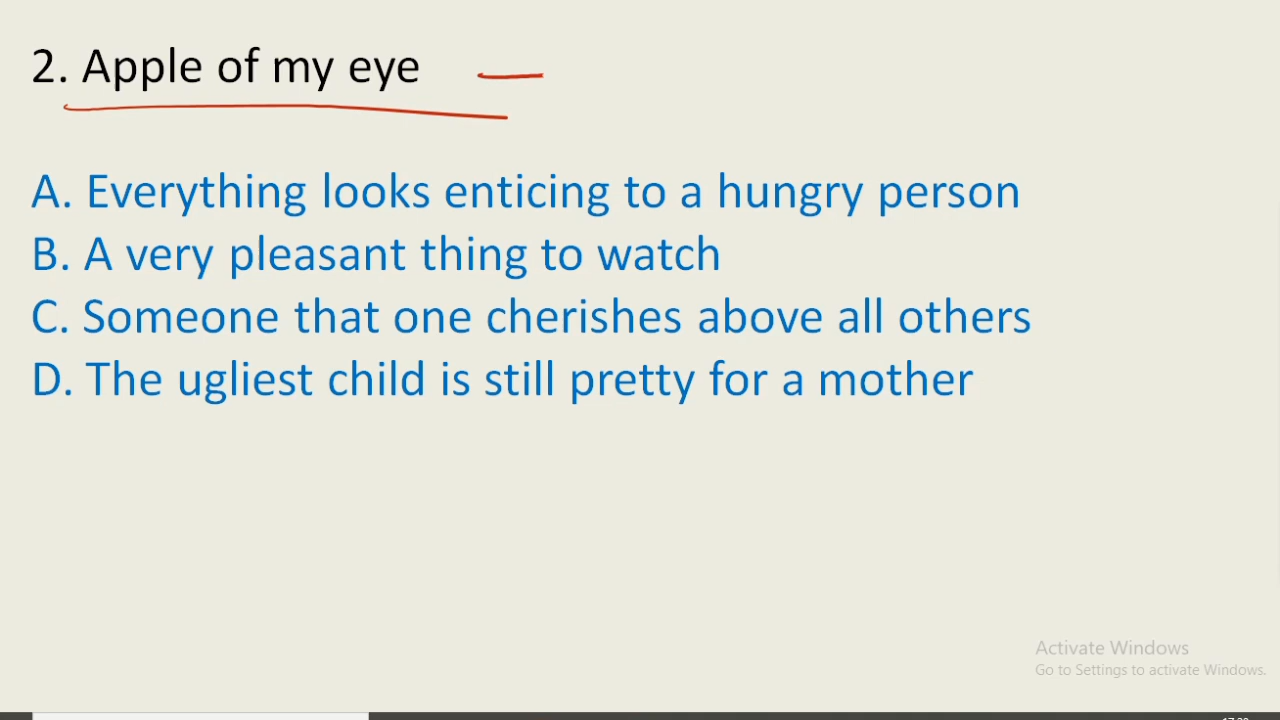 2. Apple of my eye
A. Everything looks enticing to a hungry person
B. A very pleasant thing to watch
C. Someone that one cherishes above all others
D. The ugliest child is still pretty for a mother
Activate Windows
Go to Settings to activate Windows.